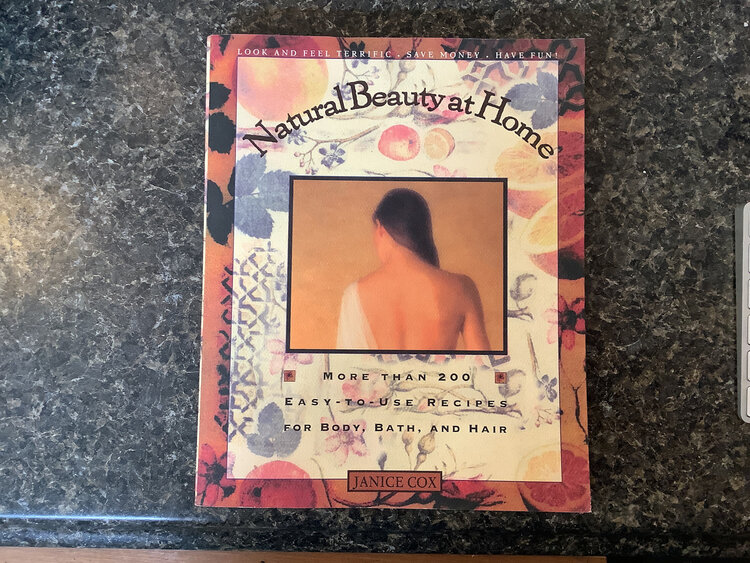 LOOK AND FEEL TERRIFIC · SAVE MONEY · HAVE FUN!
Natural Beauty at Home
MORE THAN 200
EASY-TO-USE RECIPES
FOR BODY, BATH, AND HAIR
JANICE COX